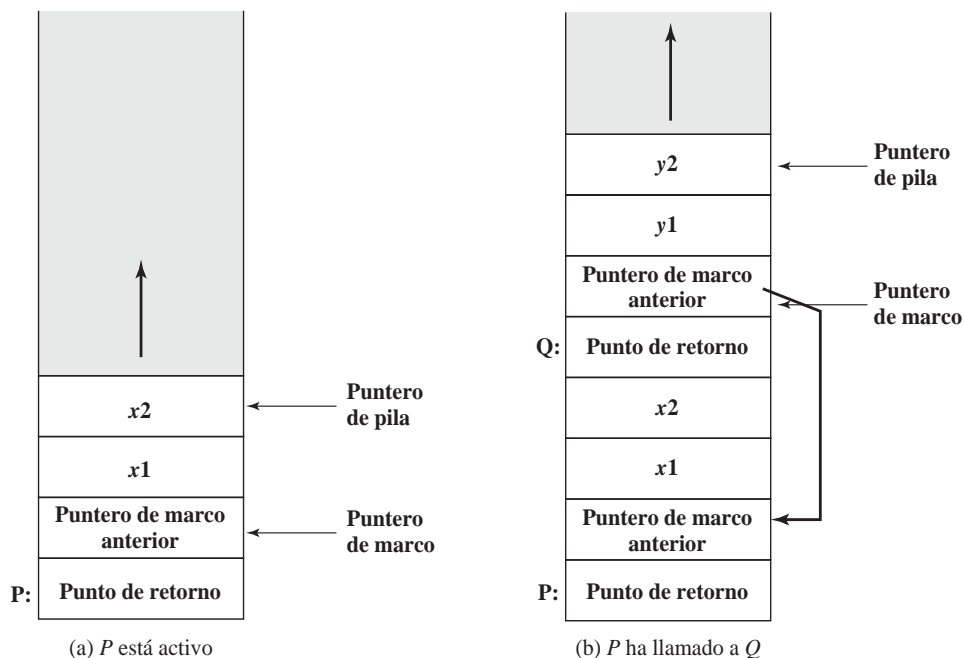 x2
x1
Puntero de marco
anterior
P:
Punto de retorno
Puntero
de pila
Puntero
de marco
(a) P está activo
y2
y1
Puntero de marco
anterior
Q:
Punto de retorno
x2
x1
Puntero de marco
anterior
P:
Punto de retorno
Puntero
de pila
Puntero
de marco
(b) P ha llamado a Q